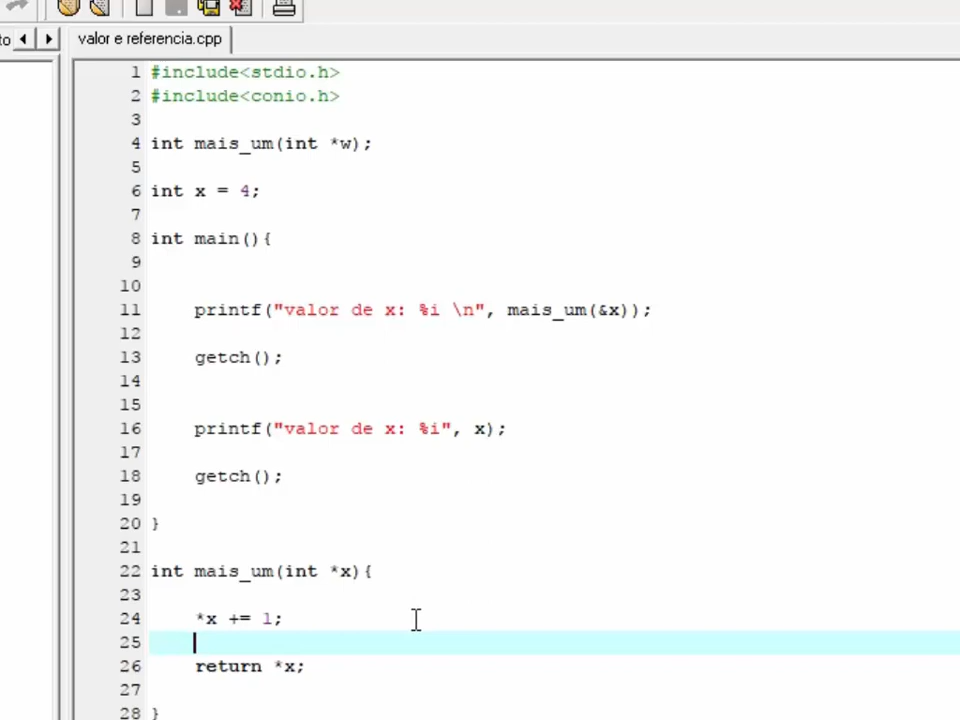 to
valor e referencia.cpp
1 #include<stdio.h>
2 #include<conio.h>
3
4 int mais_um(int *w);
5
6 int x = 4;
7
8 int main(){
9
10
11 printf("valor de x: %i \n", mais_um(&x));
12
13 getch();
14
15
16 printf("valor de x: %i", x);
17
18 getch();
19
20 }
21
22 int mais_um(int *x){
23
24 *x += 1;
25
26 return *x;
27
28 }